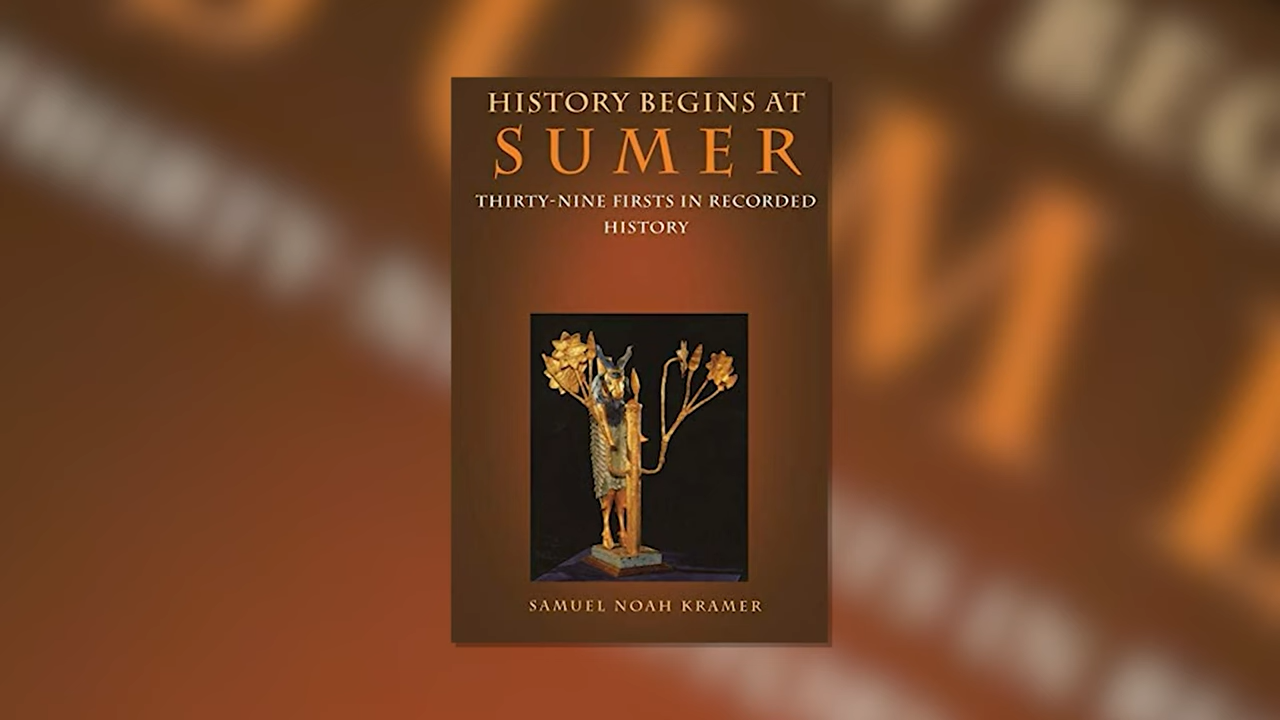 HISTORY BEGINS AT
SUMER
THIRTY-NINE FIRSTS IN RECORDED
HISTORY
SAMUEL NOAH KRAMER